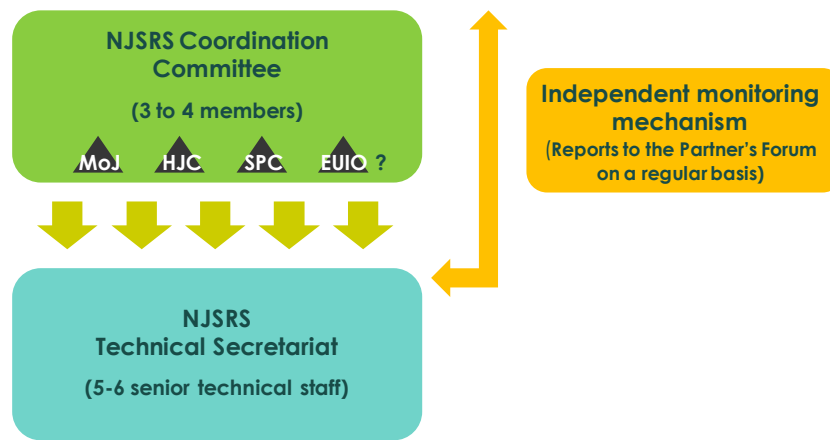 NJSRS Coordination
Committee
(3 to 4 members)
MoJ HJC SPC EUIO ?
Independent monitoring
mechanism
(Reports to the Partner's Forum
on a regular basis)
NJSRS
Technical Secretariat
(5-6 senior technical staff)